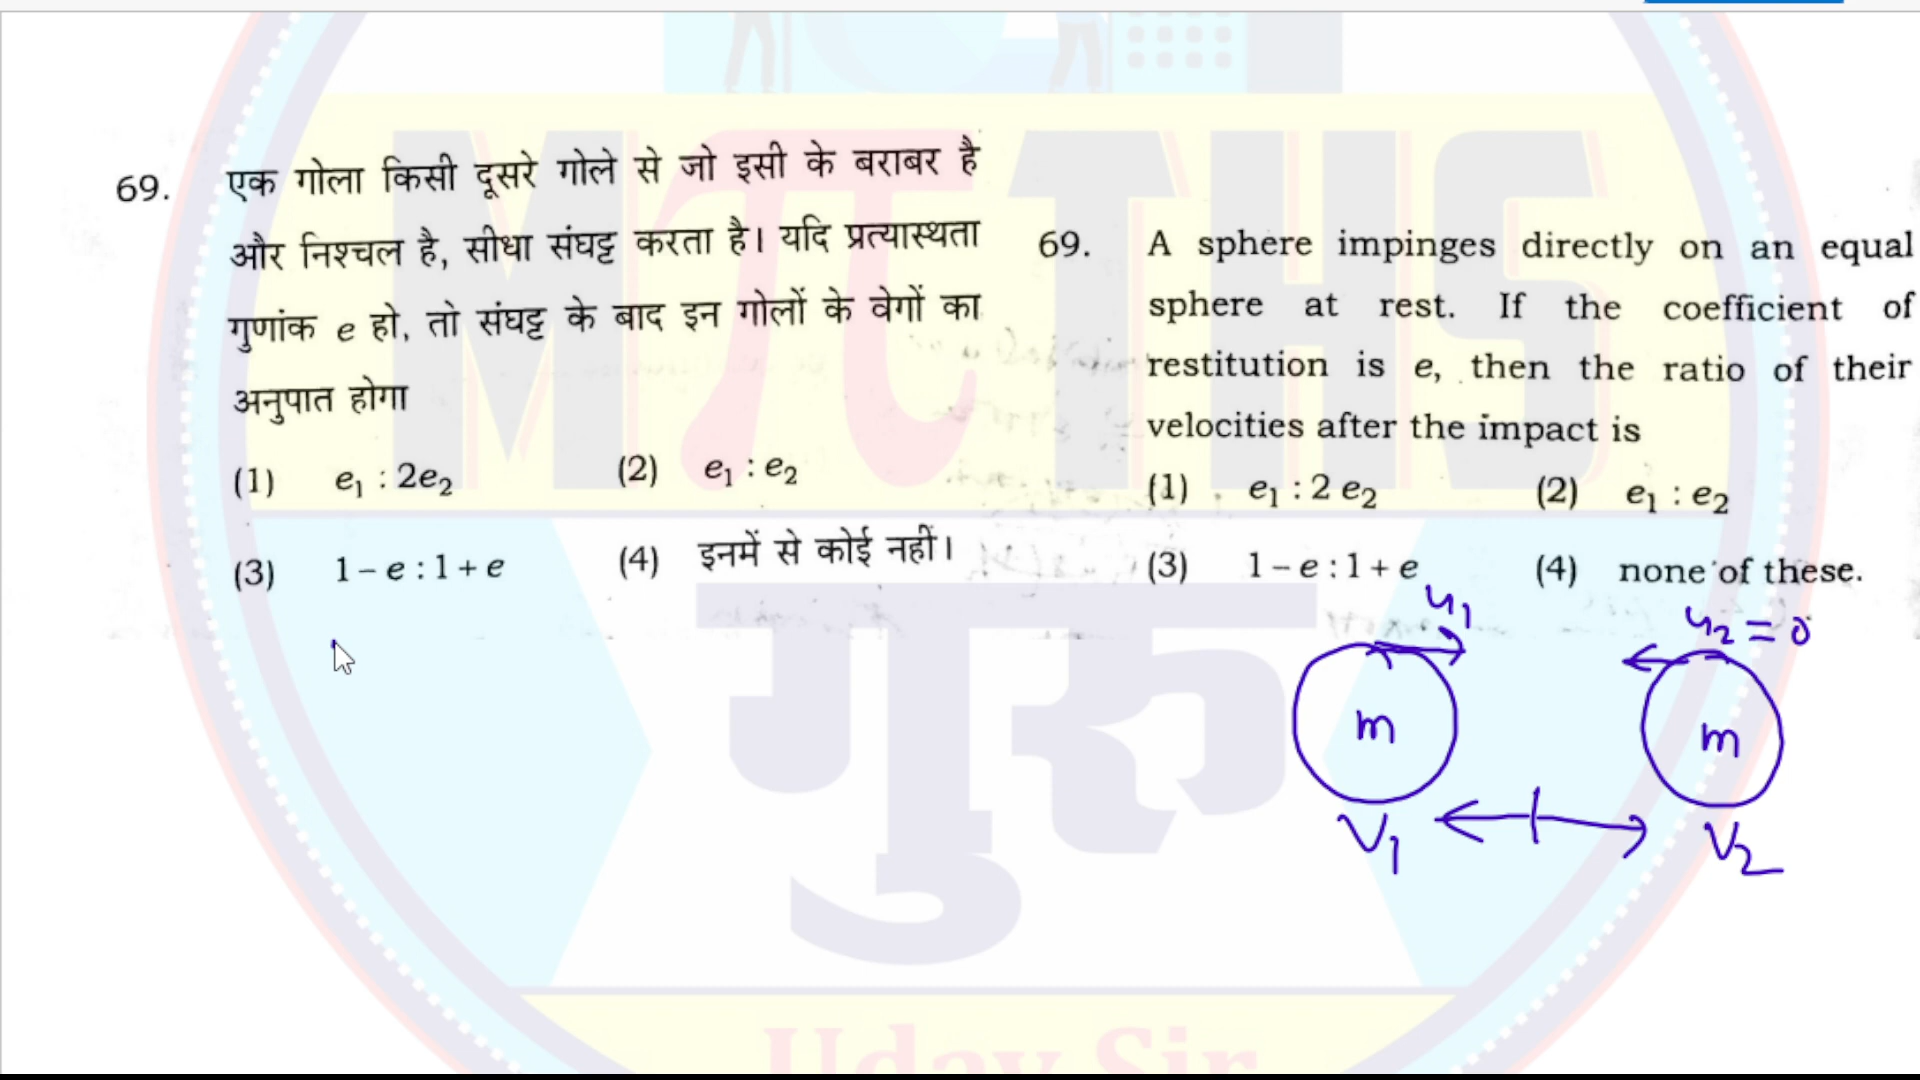 69. एक गोला किसी दूसरे गोले से जो इसी के बराबर है
और निश्चल है, सीधा संघट्ट करता है। यदि प्रत्यास्थता
गुणांक e हो, तो संघट्ट के बाद इन गोलों के वेगों का
अनुपात होगा
(1) e₁ : 2e₂ (2) e₁ : e₂
(3) 1 – e : 1 + e (4) इनमें से कोई नहीं।
69. A sphere impinges directly on an equal
sphere at rest. If the coefficient of
restitution is e, then the ratio of their
velocities after the impact is
(1) e₁ : 2 e₂ (2) e₁ : e₂
(3) 1 – e : 1 + e (4) none of these.
u₁ u₂ = 0
m m
V₁ V₂
MπTHS
गुरु
Uday Sir